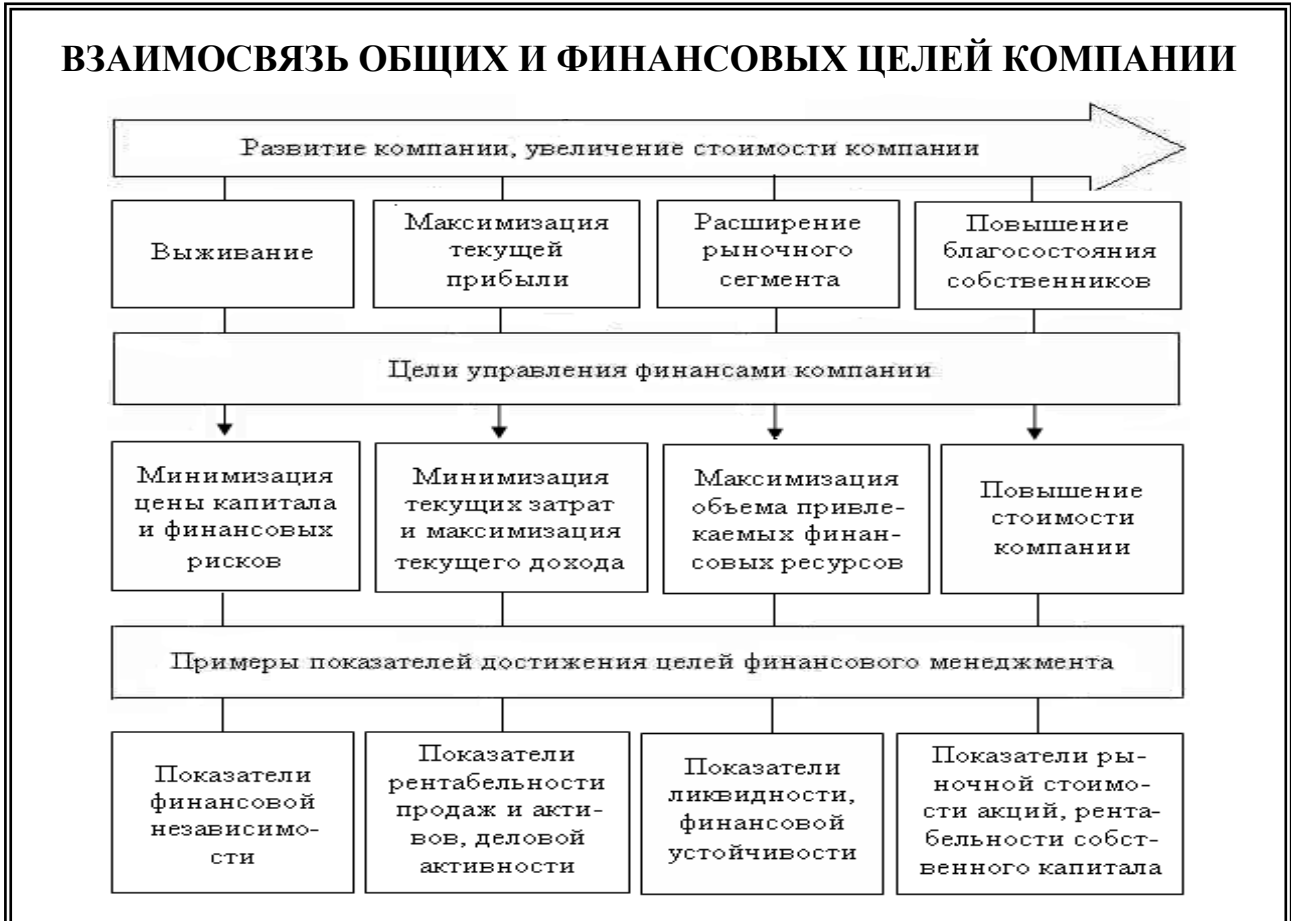 ВЗАИМОСВЯЗЬ ОБЩИХ И ФИНАНСОВЫХ ЦЕЛЕЙ КОМПАНИИ
Развитие компании, увеличение стоимости компании
Выживание
Максимизация
текущей
прибыли
Расширение
рыночного
сегмента
Повышение
благосостояния
собственников
Цели управления финансами компании
Минимизация
цены капитала
и финансовых
рисков
Минимизация
текущих затрат
и максимизация
текущего дохода
Максимизация
объема привле-
каемых финан-
совых ресурсов
Повышение
стоимости
компании
Примеры показателей достижения целей финансового менеджмента
Показатели
финансовой
независимо-
сти
Показатели
рентабельности
продаж и акти-
вов, деловой
активности
Показатели
ликвидности,
финансовой
устойчивости
Показатели ры-
ночной стоимо-
сти акций, рента-
бельности собст-
венного капитала